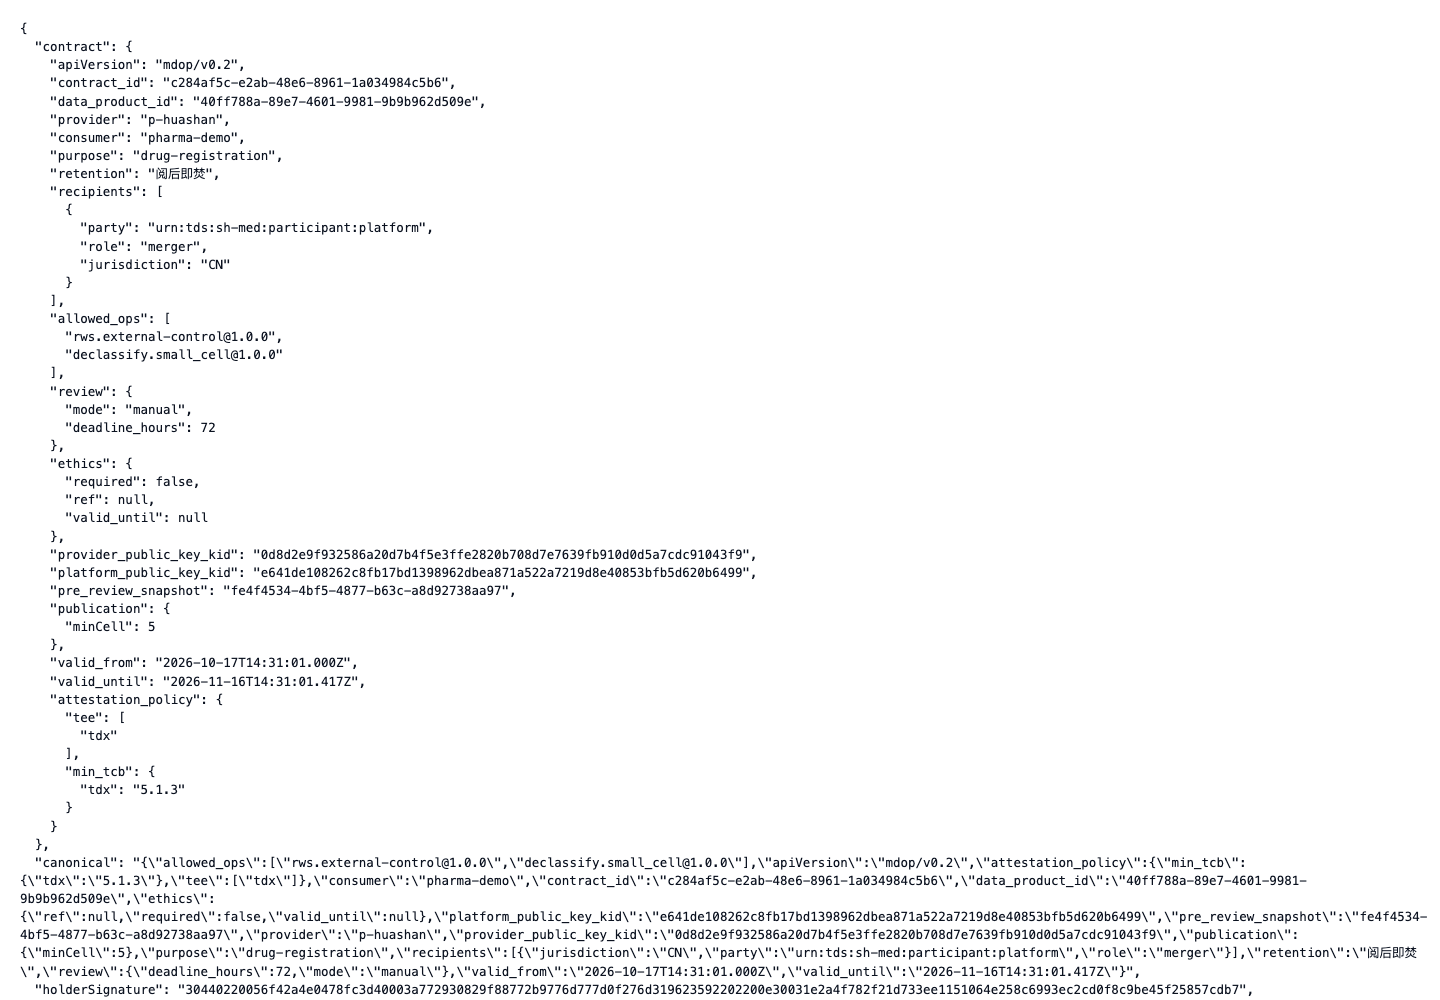 {
"contract": {
"apiVersion": "mdop/v0.2",
"contract_id": "c284af5c-e2ab-48e6-8961-1a034984c5b6",
"data_product_id": "40ff788a-89e7-4601-9981-9b9b962d509e",
"provider": "p-huashan",
"consumer": "pharma-demo",
"purpose": "drug-registration",
"retention": "阅后即焚",
"recipients": [
{
"party": "urn:tds:sh-med:participant:platform",
"role": "merger",
"jurisdiction": "CN"
}
],
"allowed_ops": [
"rws.external-control@1.0.0",
"declassify.small_cell@1.0.0"
],
"review": {
"mode": "manual",
"deadline_hours": 72
},
"ethics": {
"required": false,
"ref": null,
"valid_until": null
},
"provider_public_key_kid": "0d8d2e9f932586a20d7b4f5e3ffe2820b708d7e7639fb910d0d5a7cdc91043f9",
"platform_public_key_kid": "e641de108262c8fb17bd1398962dbea871a522a7219d8e40853bfb5d620b6499",
"pre_review_snapshot": "fe4f4534-4bf5-4877-b63c-a8d92738aa97",
"publication": {
"minCell": 5
},
"valid_from": "2026-10-17T14:31:01.000Z",
"valid_until": "2026-11-16T14:31:01.417Z",
"attestation_policy": {
"tee": [
"tdx"
],
"min_tcb": {
"tdx": "5.1.3"
}
}
},
"canonical": "{\"allowed_ops\":[\"rws.external-control@1.0.0\",\"declassify.small_cell@1.0.0\"],\"apiVersion\":\"mdop/v0.2\",\"attestation_policy\":{\"min_tcb\":
{\"tdx\":\"5.1.3\"},\"tee\":[\"tdx\"]},\"consumer\":\"pharma-demo\",\"contract_id\":\"c284af5c-e2ab-48e6-8961-1a034984c5b6\",\"data_product_id\":\"40ff788a-89e7-4601-9981-
9b9b962d509e\",\"ethics\":
{\"ref\":null,\"required\":false,\"valid_until\":null},\"platform_public_key_kid\":\"e641de108262c8fb17bd1398962dbea871a522a7219d8e40853bfb5d620b6499\",\"pre_review_snapshot\":\"fe4f4534-
4bf5-4877-b63c-a8d92738aa97\",\"provider\":\"p-huashan\",\"provider_public_key_kid\":\"0d8d2e9f932586a20d7b4f5e3ffe2820b708d7e7639fb910d0d5a7cdc91043f9\",\"publication\":
{\"minCell\":5},\"purpose\":\"drug-registration\",\"recipients\":[{\"jurisdiction\":\"CN\",\"party\":\"urn:tds:sh-med:participant:platform\",\"role\":\"merger\"}],\"retention\":\"阅后即焚
\",\"review\":{\"deadline_hours\":72,\"mode\":\"manual\"},\"valid_from\":\"2026-10-17T14:31:01.000Z\",\"valid_until\":\"2026-11-16T14:31:01.417Z\"}",
"holderSignature": "30440220056f42a4e0478fc3d40003a772930829f88772b9776d777d0f276d319623592202200e30031e2a4f782f21d733ee1151064e258c6993ec2cd0f8c9be45f25857cdb7",